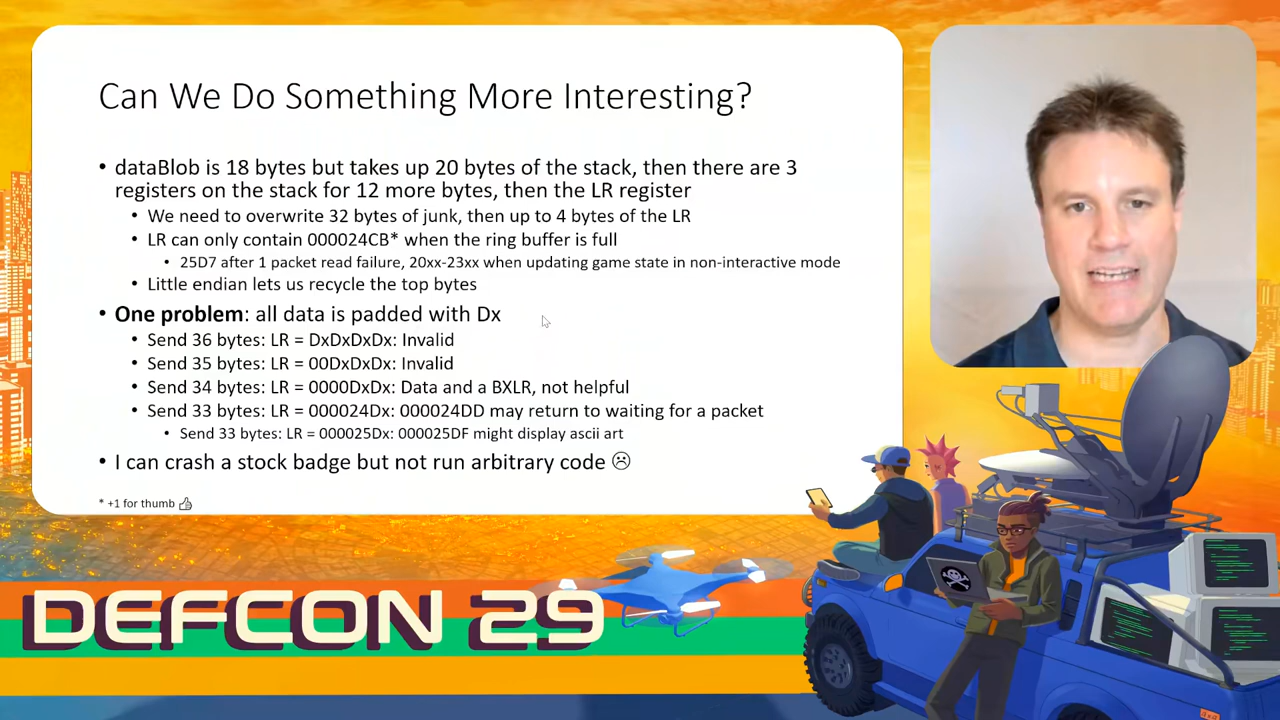 Can We Do Something More Interesting?
• dataBlob is 18 bytes but takes up 20 bytes of the stack, then there are 3
registers on the stack for 12 more bytes, then the LR register
• We need to overwrite 32 bytes of junk, then up to 4 bytes of the LR
• LR can only contain 000024CB* when the ring buffer is full
• 25D7 after 1 packet read failure, 20xx-23xx when updating game state in non-interactive mode
• Little endian lets us recycle the top bytes
• One problem: all data is padded with Dx
• Send 36 bytes: LR = DxDxDxDx: Invalid
• Send 35 bytes: LR = 00DxDxDx: Invalid
• Send 34 bytes: LR = 0000DxDx: Data and a BXLR, not helpful
• Send 33 bytes: LR = 000024Dx: 000024DD may return to waiting for a packet
• Send 33 bytes: LR = 000025Dx: 000025DF might display ascii art
• I can crash a stock badge but not run arbitrary code ☹
* +1 for thumb 👍
DEFCON 29